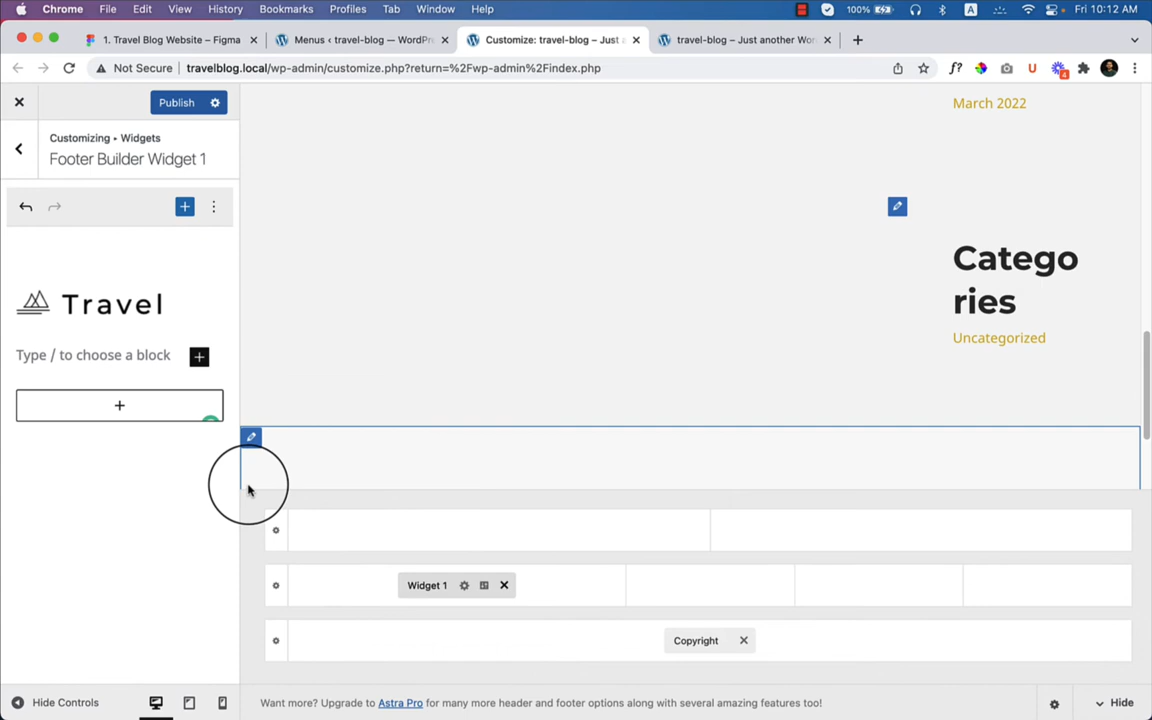 Chrome File Edit View History Bookmarks Profiles Tab Window Help 100% A Fri 10:12 AM
1. Travel Blog Website – Figma
Menus ‹ travel-blog — WordPr
Customize: travel-blog – Just a
travel-blog – Just another Wor
Not Secure travelblog.local/wp-admin/customize.php?return=%2Fwp-admin%2Findex.php
f? U 4
Publish
March 2022
Customizing ‣ Widgets
Footer Builder Widget 1
Catego
ries
Uncategorized
Travel
Type / to choose a block
Widget 1
Copyright
Hide Controls
Want more? Upgrade to Astra Pro for many more header and footer options along with several amazing features too!
Hide